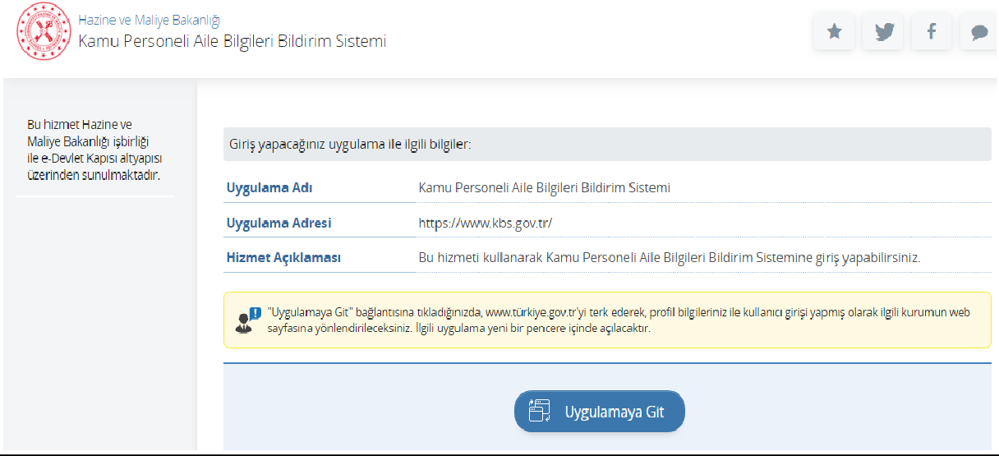 Hazine ve Maliye Bakanlığı
Kamu Personeli Aile Bilgileri Bildirim Sistemi
Bu hizmet Hazine ve
Maliye Bakanlığı işbirliği
ile e-Devlet Kapısı altyapısı
üzerinden sunulmaktadır.
Giriş yapacağınız uygulama ile ilgili bilgiler:
Uygulama Adı Kamu Personeli Aile Bilgileri Bildirim Sistemi
Uygulama Adresi https://www.kbs.gov.tr/
Hizmet Açıklaması Bu hizmeti kullanarak Kamu Personeli Aile Bilgileri Bildirim Sistemine giriş yapabilirsiniz.
"Uygulamaya Git" bağlantısına tıkladığınızda, www.türkiye.gov.tr'yi terk ederek, profil bilgileriniz ile kullanıcı girişi yapmış olarak ilgili kurumun web
sayfasına yönlendirileceksiniz. İlgili uygulama yeni bir pencere içinde açılacaktır.
Uygulamaya Git